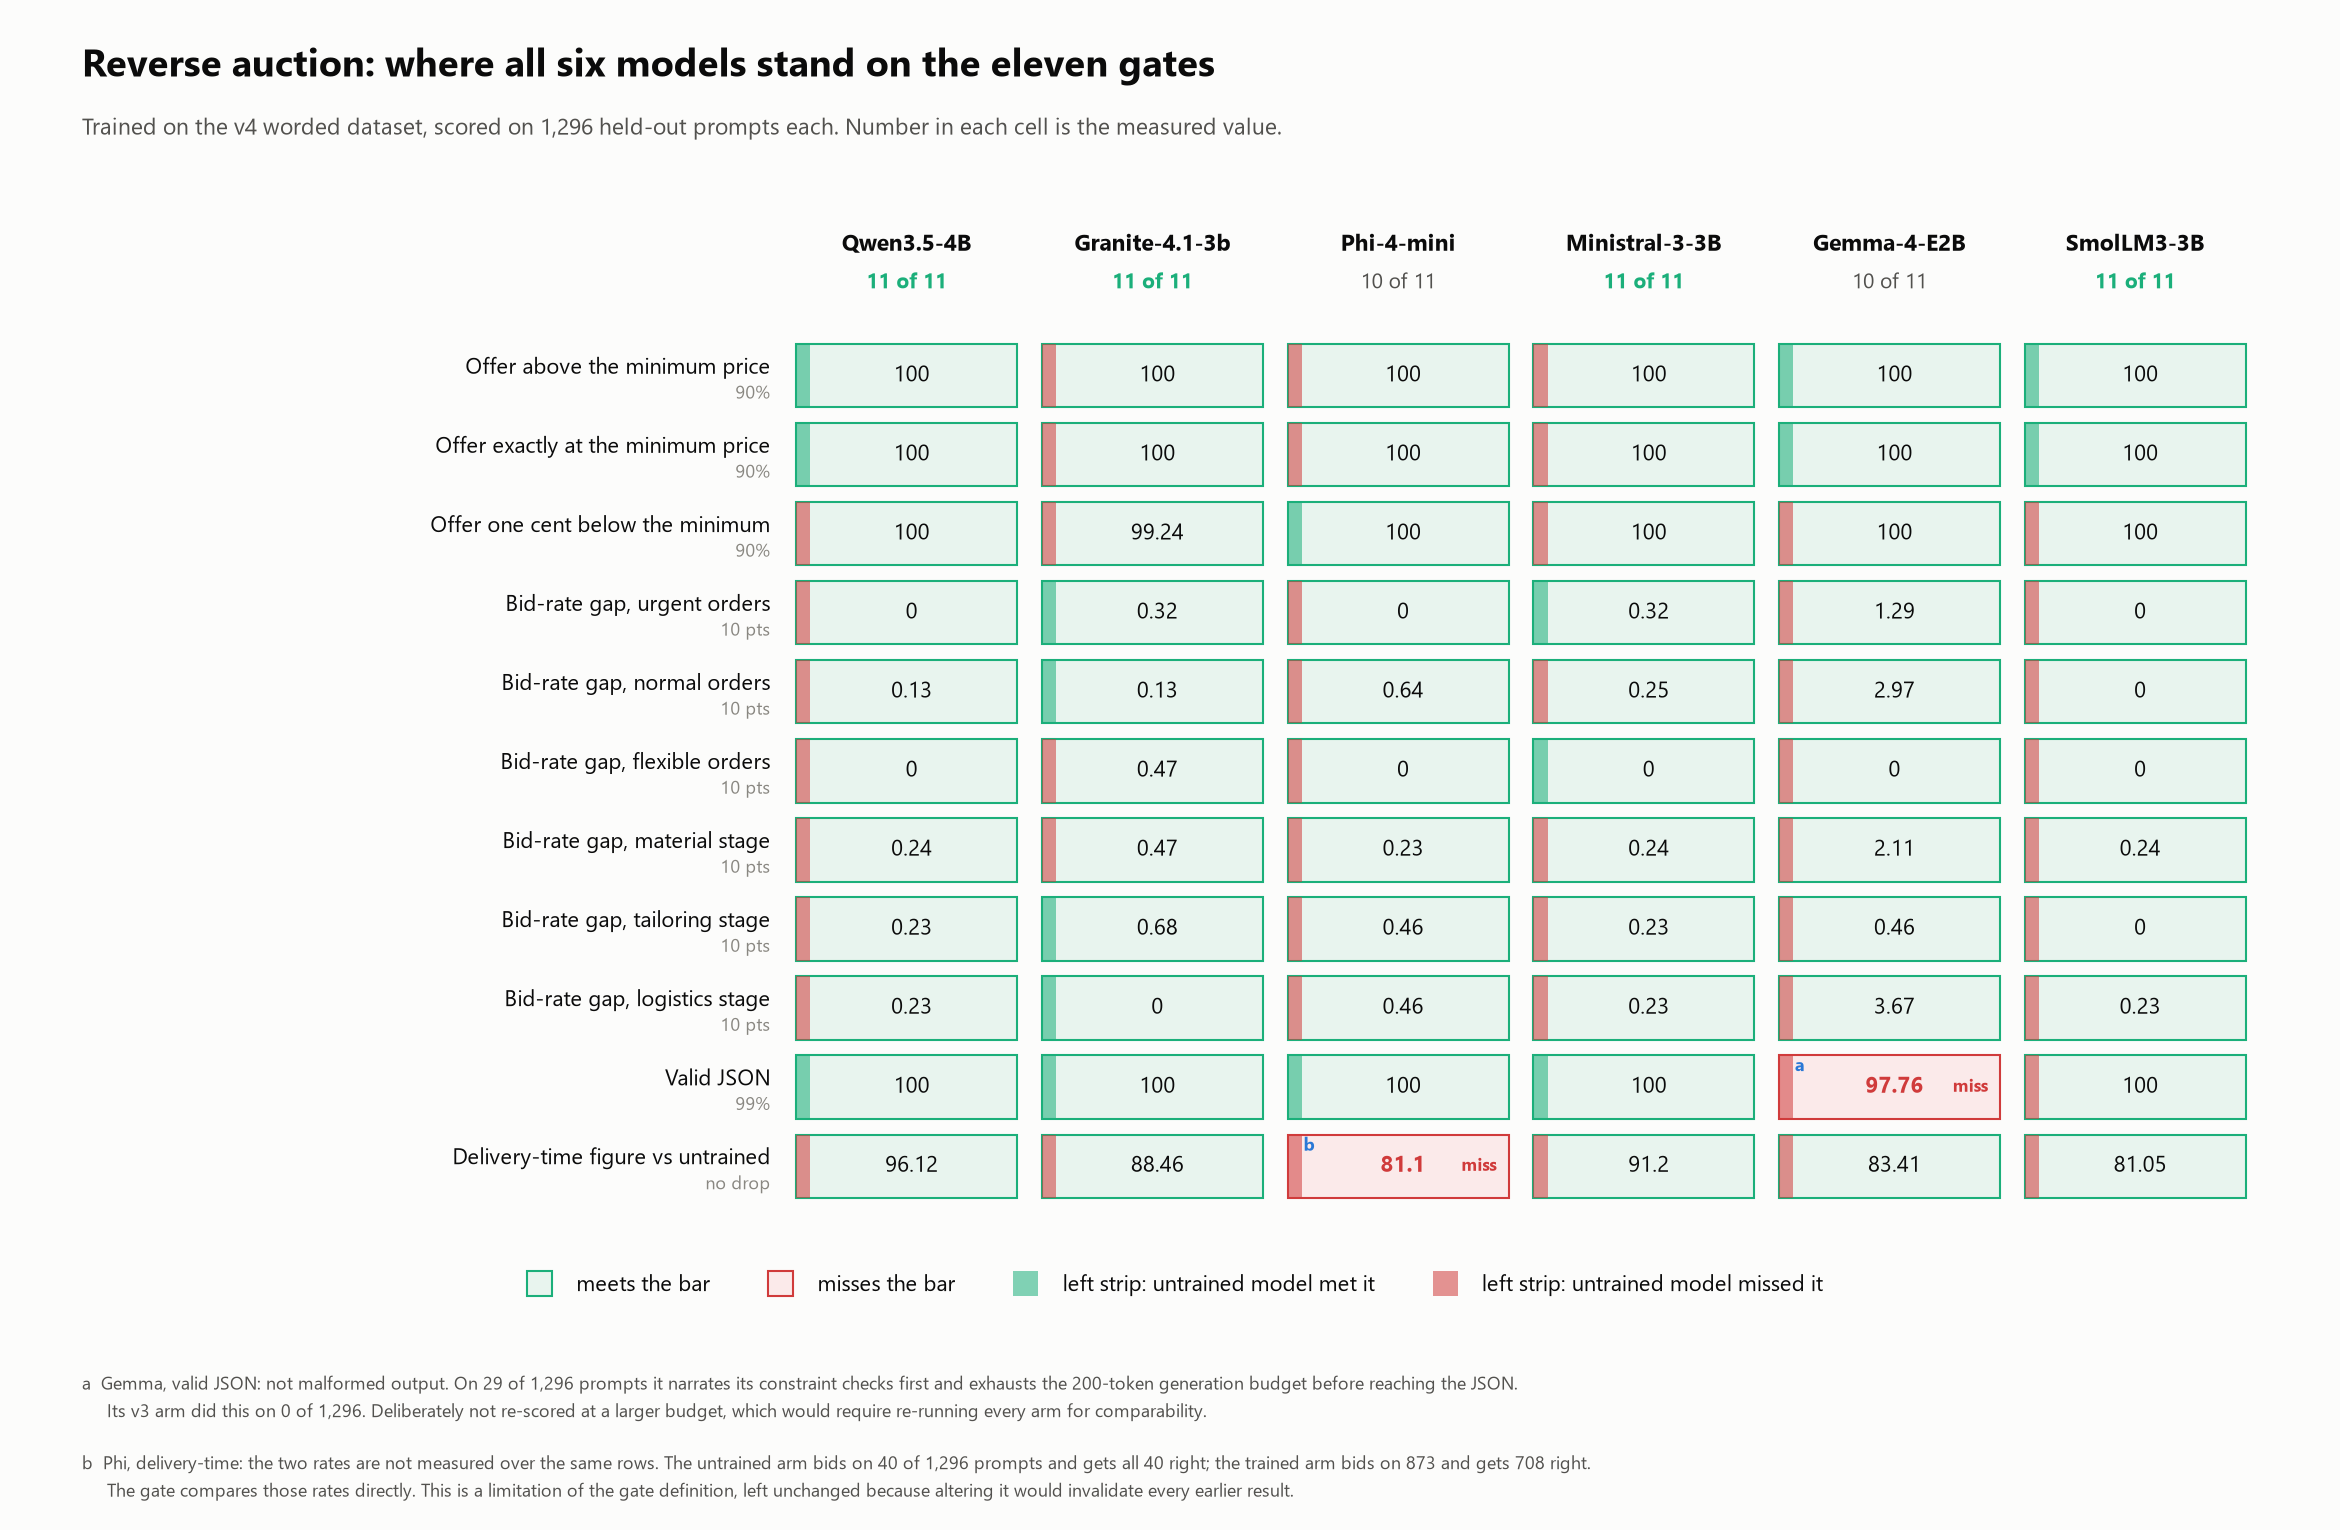 Reverse auction: where all six models stand on the eleven gates
Trained on the v4 worded dataset, scored on 1,296 held-out prompts each. Number in each cell is the measured value.
Qwen3.5-4B Granite-4.1-3b Phi-4-mini Ministral-3-3B Gemma-4-E2B SmolLM3-3B
11 of 11 11 of 11 10 of 11 11 of 11 10 of 11 11 of 11
Offer above the minimum price 100 100 100 100 100 100
90%
Offer exactly at the minimum price 100 100 100 100 100 100
90%
Offer one cent below the minimum 100 99.24 100 100 100 100
90%
Bid-rate gap, urgent orders 0 0.32 0 0.32 1.29 0
10 pts
Bid-rate gap, normal orders 0.13 0.13 0.64 0.25 2.97 0
10 pts
Bid-rate gap, flexible orders 0 0.47 0 0 0 0
10 pts
Bid-rate gap, material stage 0.24 0.47 0.23 0.24 2.11 0.24
10 pts
Bid-rate gap, tailoring stage 0.23 0.68 0.46 0.23 0.46 0
10 pts
Bid-rate gap, logistics stage 0.23 0 0.46 0.23 3.67 0.23
10 pts
Valid JSON 100 100 100 100 a 97.76 miss 100
99%
Delivery-time figure vs untrained 96.12 88.46 b 81.1 miss 91.2 83.41 81.05
no drop
meets the bar misses the bar left strip: untrained model met it left strip: untrained model missed it
a Gemma, valid JSON: not malformed output. On 29 of 1,296 prompts it narrates its constraint checks first and exhausts the 200-token generation budget before reaching the JSON.
Its v3 arm did this on 0 of 1,296. Deliberately not re-scored at a larger budget, which would require re-running every arm for comparability.
b Phi, delivery-time: the two rates are not measured over the same rows. The untrained arm bids on 40 of 1,296 prompts and gets all 40 right; the trained arm bids on 873 and gets 708 right.
The gate compares those rates directly. This is a limitation of the gate definition, left unchanged because altering it would invalidate every earlier result.